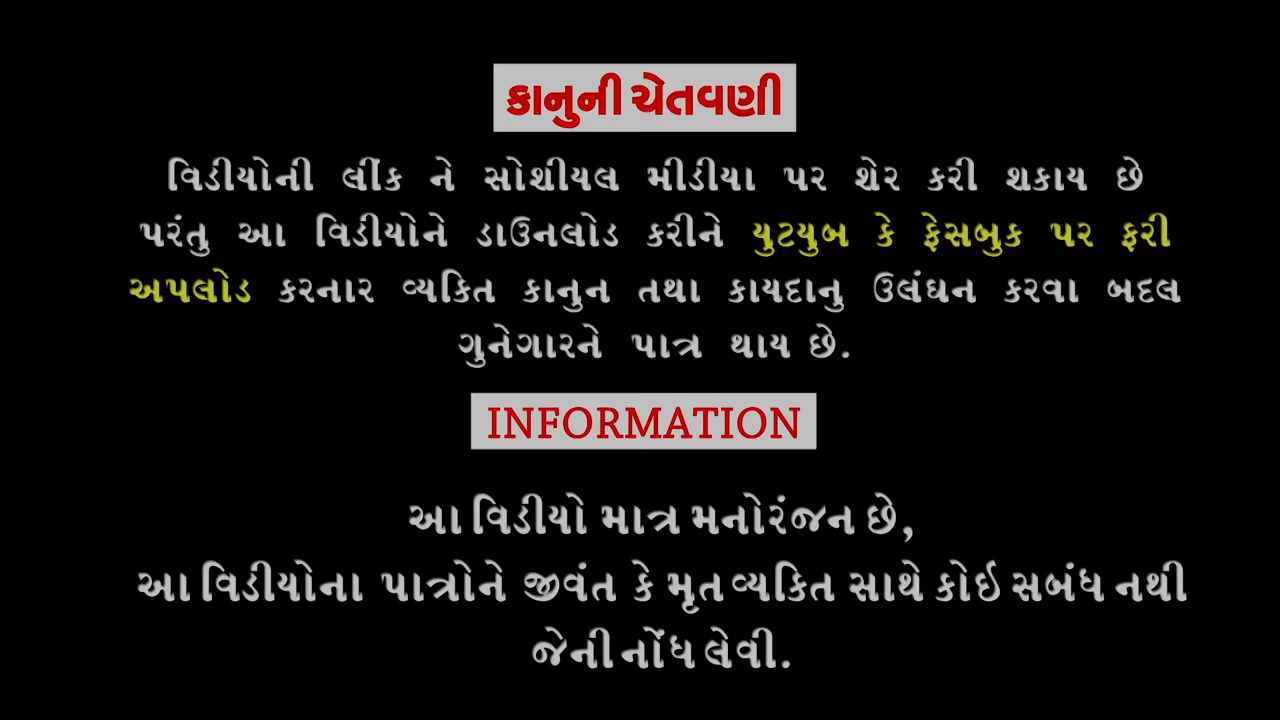 કાનુની ચેતવણી
વિડીયોની લીંક ને સોશીયલ મીડીયા પર શેર કરી શકાય છે
પરંતુ આ વિડીયોને ડાઉનલોડ કરીને યુટયુબ કે ફેસબુક પર ફરી
અપલોડ કરનાર વ્યકિત કાનુન તથા કાયદાનુ ઉલંઘન કરવા બદલ
ગુનેગારને પાત્ર થાય છે.
INFORMATION
આ વિડીયો માત્ર મનોરંજન છે,
આ વિડીયોના પાત્રોને જીવંત કે મૃત વ્યકિત સાથે કોઇ સબંધ નથી
જેની નોંધ લેવી.